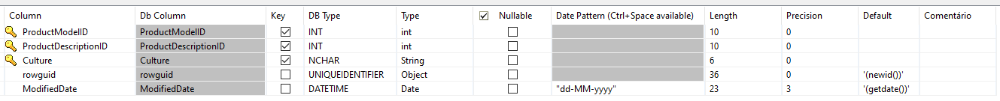 Column Db Column Key DB Type Type Nullable Date Pattern (Ctrl+Space available) Length Precision Default Comentário
ProductModelID ProductModelID INT int 10 0
ProductDescriptionID ProductDescriptionID INT int 10 0
Culture Culture NCHAR String 6 0
rowguid rowguid UNIQUEIDENTIFIER Object 36 0 '(newid())'
ModifiedDate ModifiedDate DATETIME Date "dd-MM-yyyy" 23 3 '(getdate())'